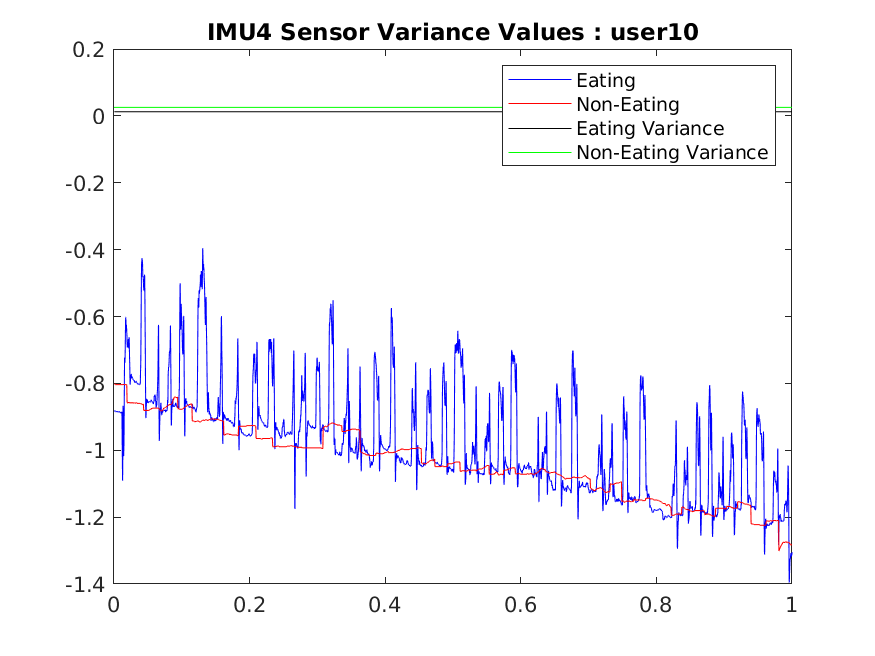 IMU4 Sensor Variance Values : user10
0.2
0
-0.2
-0.4
-0.6
-0.8
-1
-1.2
-1.4
0 0.2 0.4 0.6 0.8 1
Eating
Non-Eating
Eating Variance
Non-Eating Variance